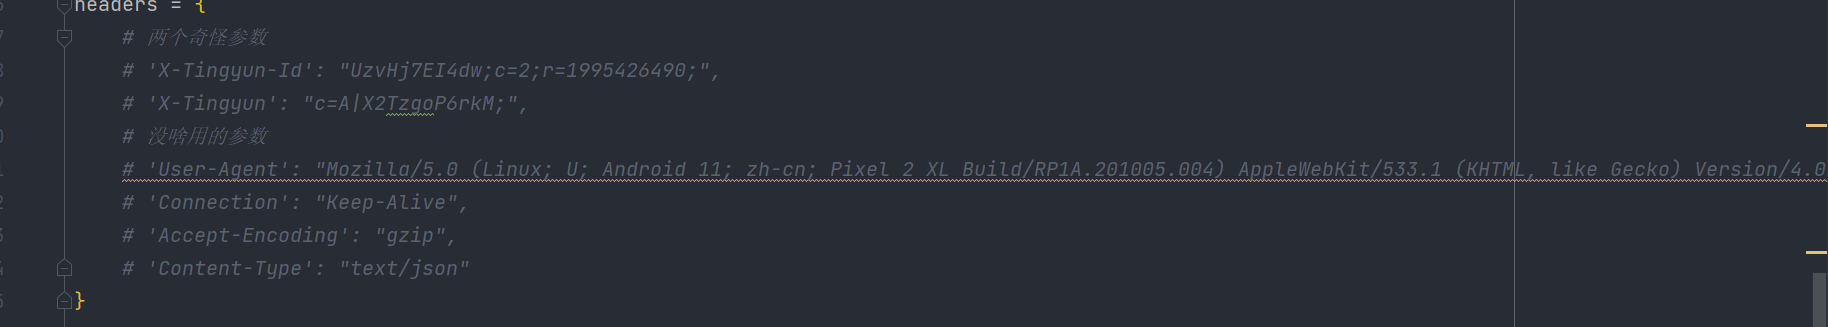 headers = {
# 两个奇怪参数
# 'X-Tingyun-Id': "UzvHj7EI4dw;c=2;r=1995426490;",
# 'X-Tingyun': "c=A|X2TzgoP6rkM;",
# 没啥用的参数
# 'User-Agent': "Mozilla/5.0 (Linux; U; Android 11; zh-cn; Pixel 2 XL Build/RP1A.201005.004) AppleWebKit/533.1 (KHTML, like Gecko) Version/4.0
# 'Connection': "Keep-Alive",
# 'Accept-Encoding': "gzip",
# 'Content-Type': "text/json"
}